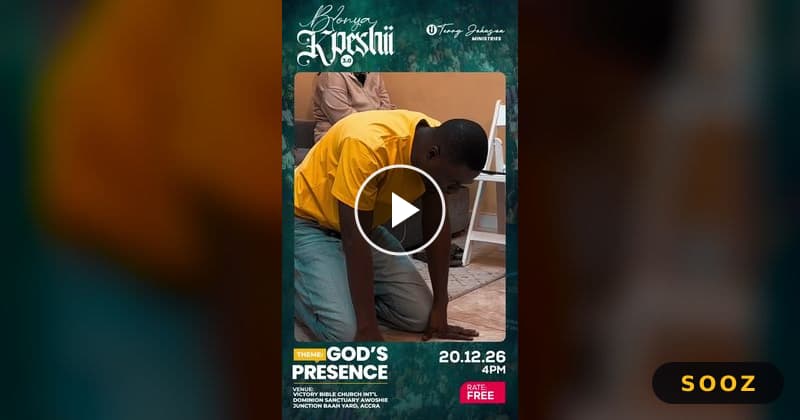 Blonya
Kpeshii
3.0
Terry Johnson
MINISTRIES
THEME: GOD'S
PRESENCE
VENUE:
VICTORY BIBLE CHURCH INT'L
DOMINION SANCTUARY AWOSHIE
JUNCTION BAAH YARD, ACCRA
20.12.26
4PM
RATE:
FREE
SOOZ